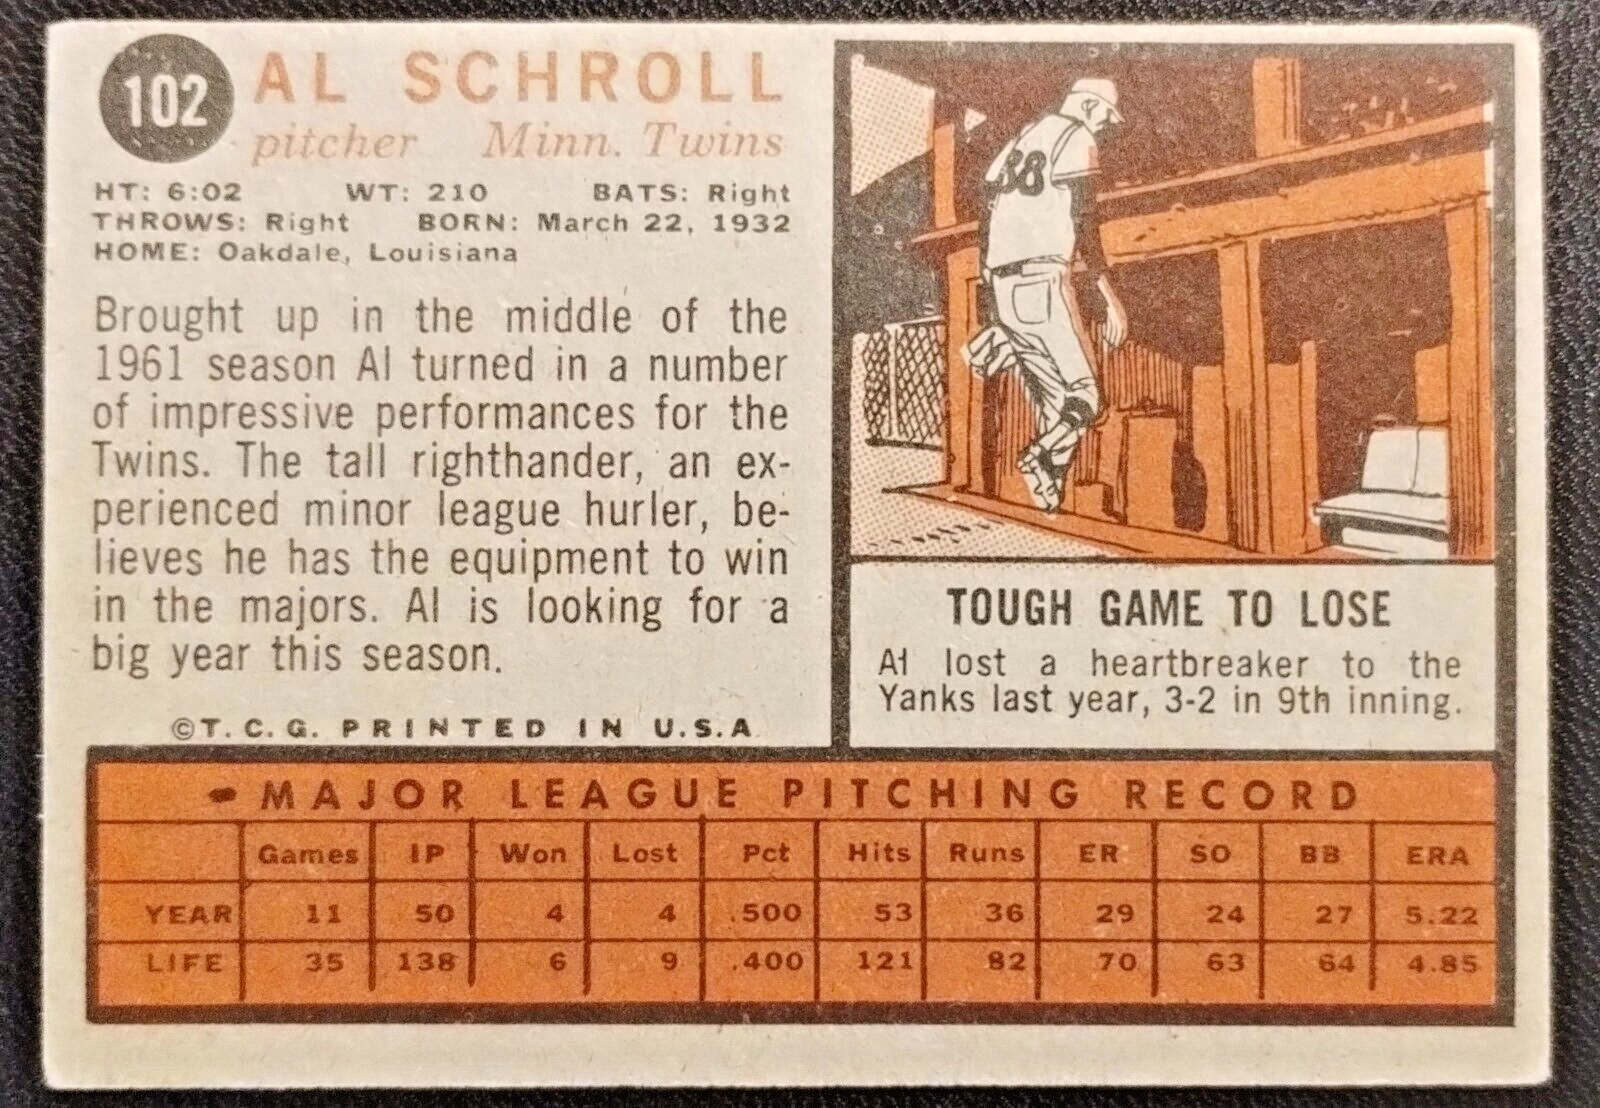 102
AL SCHROLL
pitcher Minn. Twins
HT: 6:02 WT: 210 BATS: Right
THROWS: Right BORN: March 22, 1932
HOME: Oakdale, Louisiana
Brought up in the middle of the
1961 season Al turned in a number
of impressive performances for the
Twins. The tall righthander, an ex-
perienced minor league hurler, be-
lieves he has the equipment to win
in the majors. Al is looking for a
big year this season.
©T. C. G. PRINTED IN U.S.A
38
TOUGH GAME TO LOSE
Al lost a heartbreaker to the
Yanks last year, 3-2 in 9th inning.
MAJOR LEAGUE PITCHING RECORD
Games IP Won Lost Pct Hits Runs ER SO BB ERA
YEAR 11 50 4 4 .500 53 36 29 24 27 5.22
LIFE 35 138 6 9 .400 121 82 70 63 64 4.85